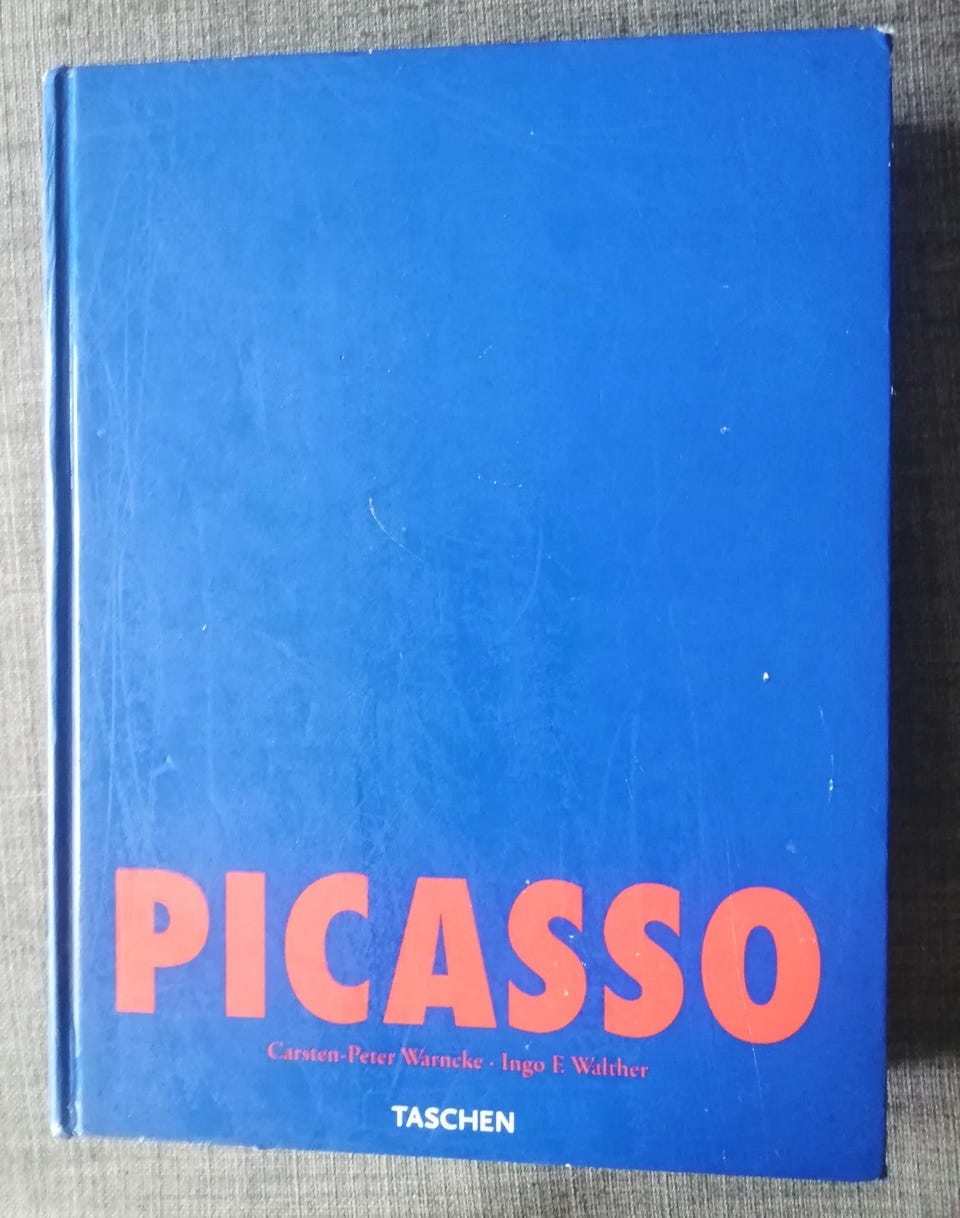 PICASSO
Carsten-Peter Warncke · Ingo F. Walther
TASCHEN